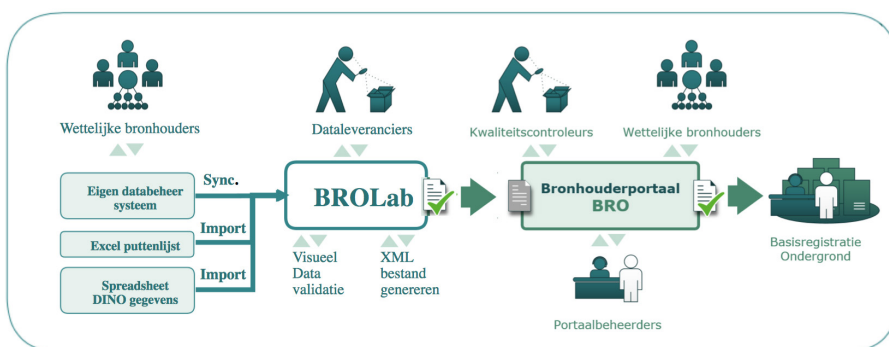 Wettelijke bronhouders
Dataleveranciers
Kwaliteitscontroleurs
Wettelijke bronhouders
Eigen databeheer
systeem
Sync.
Excel puttenlijst
Import
Spreadsheet
DINO gegevens
Import
BROLab
Visueel
Data
validatie
XML
bestand
genereren
Bronhouderportaal
BRO
Portaalbeheerders
Basisregistratie
Ondergrond